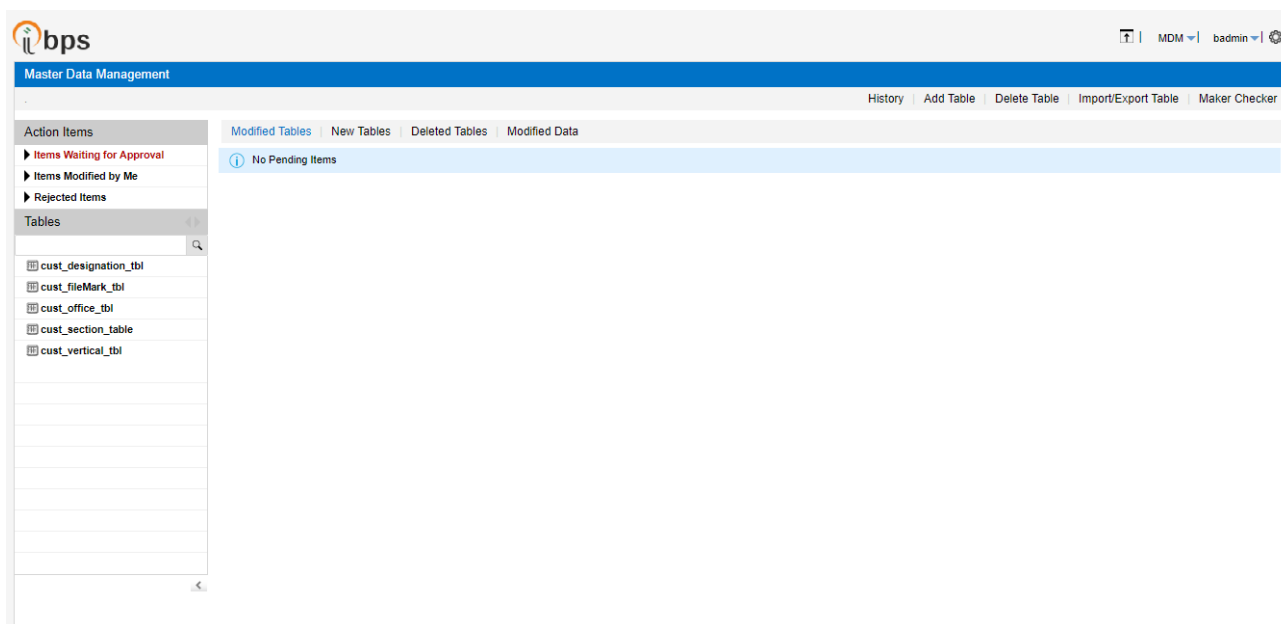 ibps
MDM badmin
Master Data Management
History Add Table Delete Table Import/Export Table Maker Checker
Action Items
Items Waiting for Approval
Items Modified by Me
Rejected Items
Tables
cust_designation_tbl
cust_fileMark_tbl
cust_office_tbl
cust_section_table
cust_vertical_tbl
Modified Tables New Tables Deleted Tables Modified Data
No Pending Items